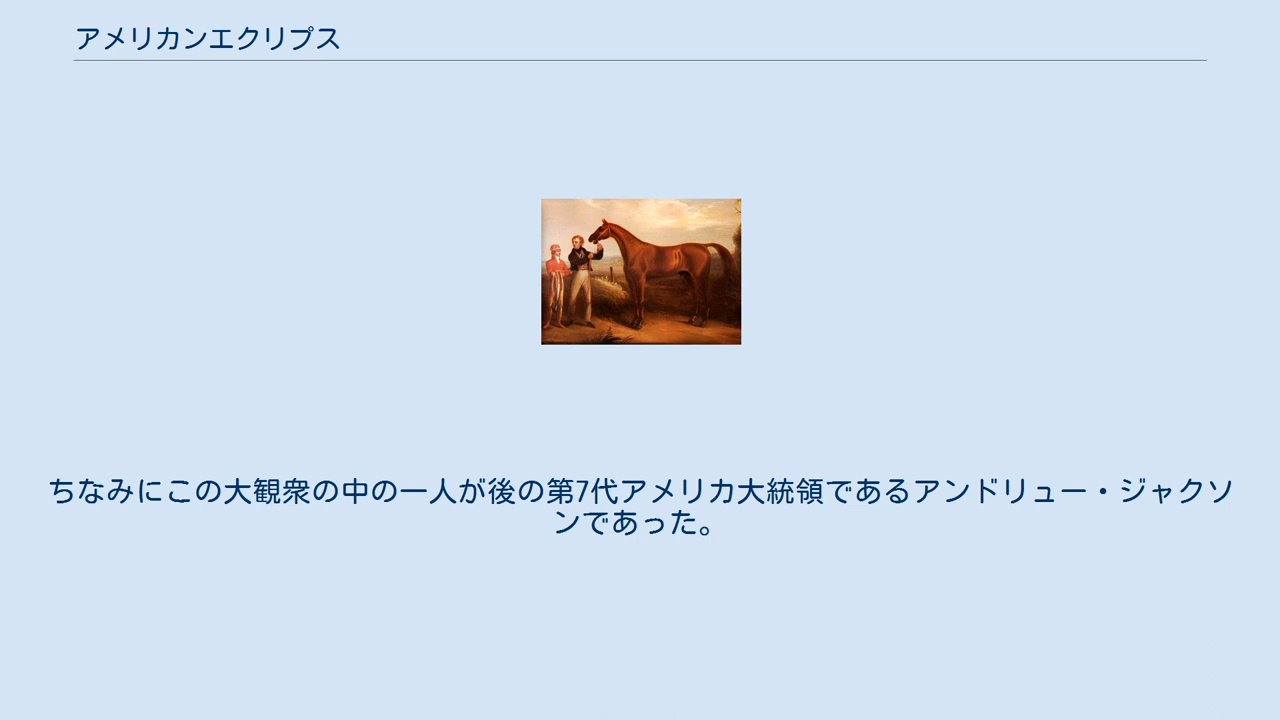 アメリカンエクリプス
ちなみにこの大観衆の中の一人が後の第7代アメリカ大統領であるアンドリュー・ジャクソ
ンであった。